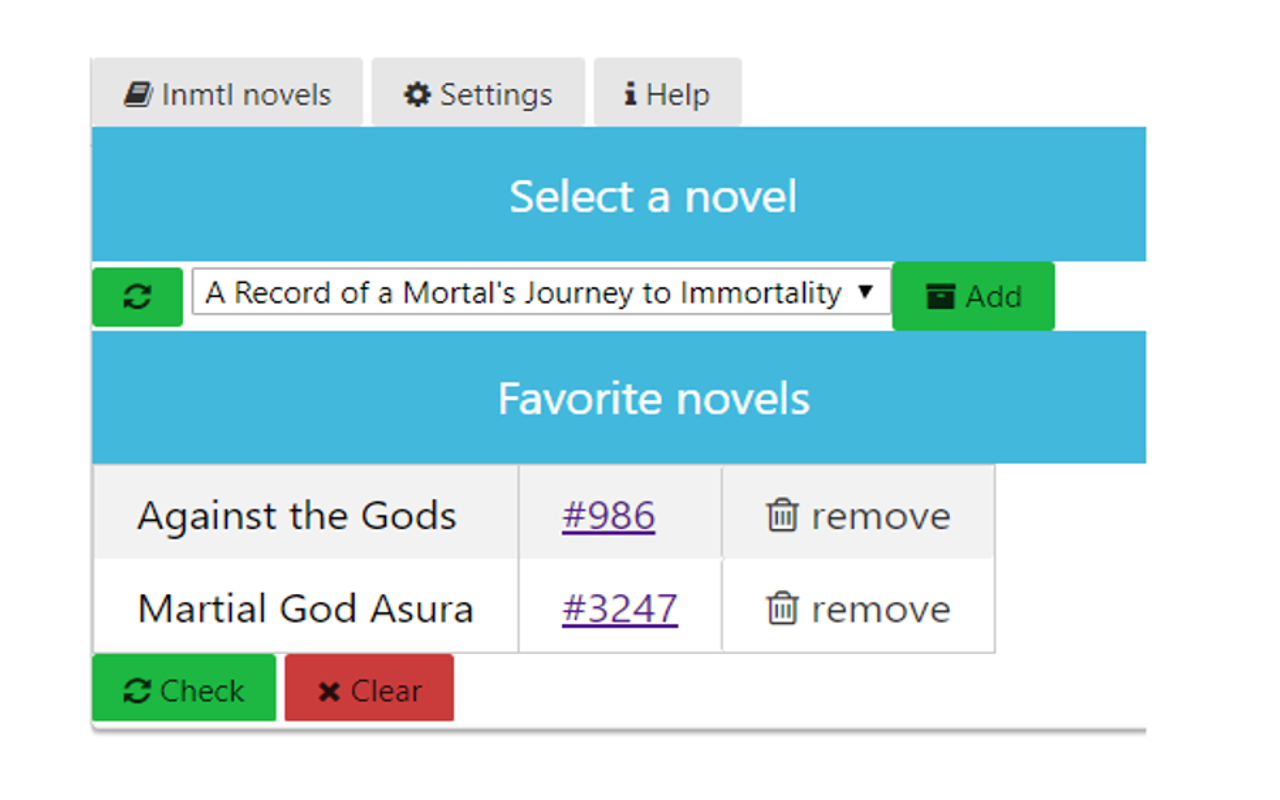 Inmtl novels Settings Help
Select a novel
A Record of a Mortal's Journey to Immortality Add
Favorite novels
Against the Gods #986 remove
Martial God Asura #3247 remove
Check Clear